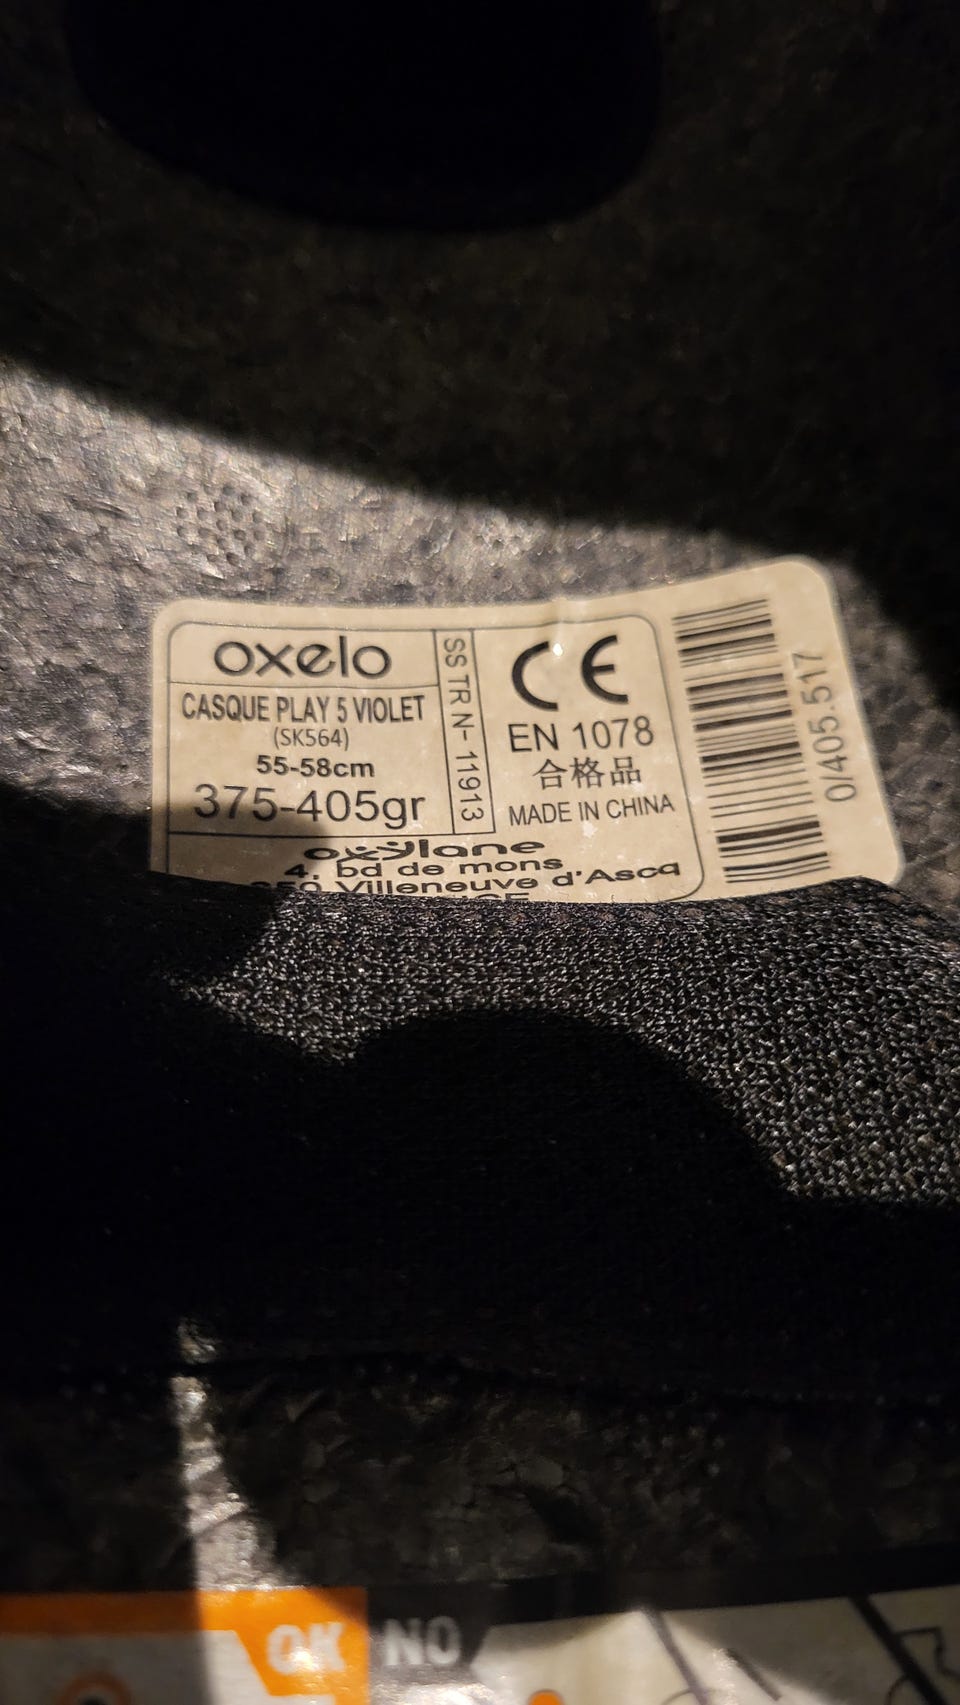 oxelo
CASQUE PLAY 5 VIOLET
(SK564)
55-58cm
375-405gr
SS TR N- 11913
CE
EN 1078
合格品
MADE IN CHINA
oxylane
4, bd de mons
Villeneuve d'Ascq
0/405.517
OK NO